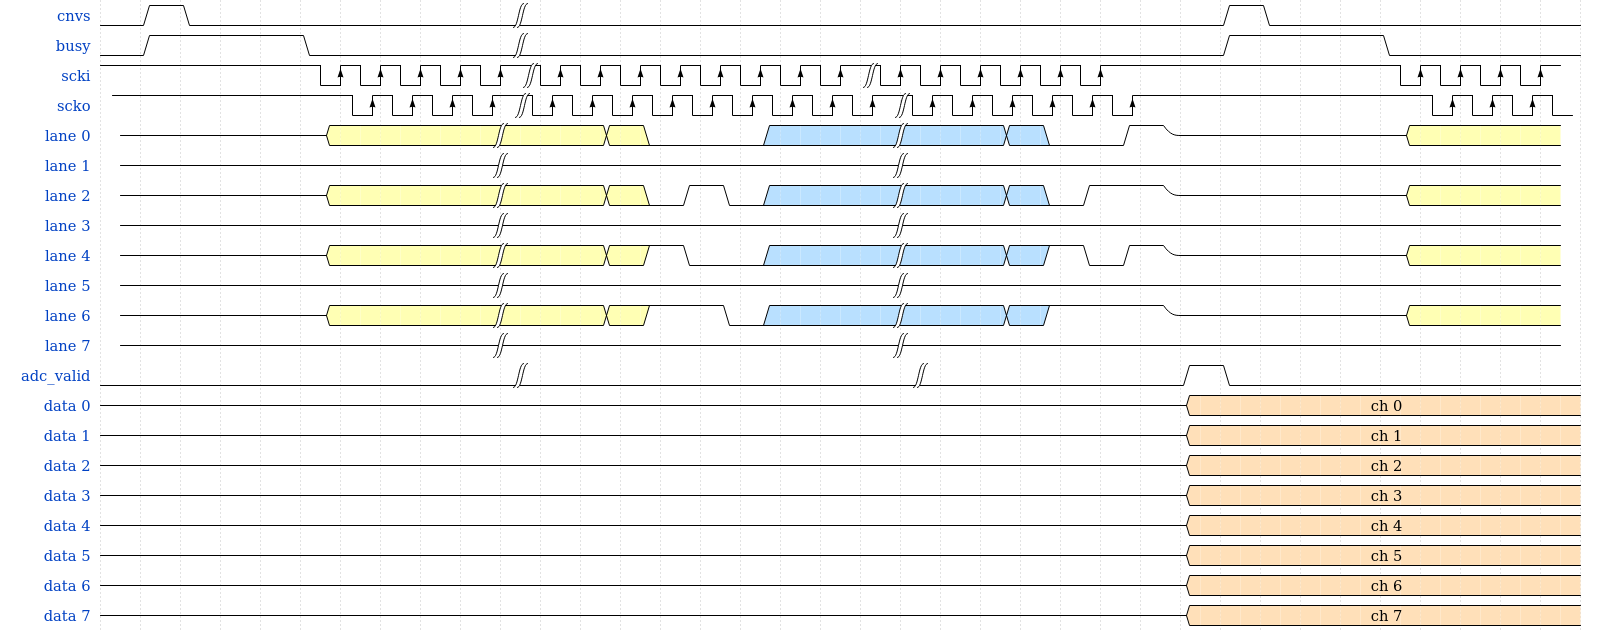 cnvs
busy
scki
scko
lane 0
lane 1
lane 2
lane 3
lane 4
lane 5
lane 6
lane 7
adc_valid
data 0 ch 0
data 1 ch 1
data 2 ch 2
data 3 ch 3
data 4 ch 4
data 5 ch 5
data 6 ch 6
data 7 ch 7